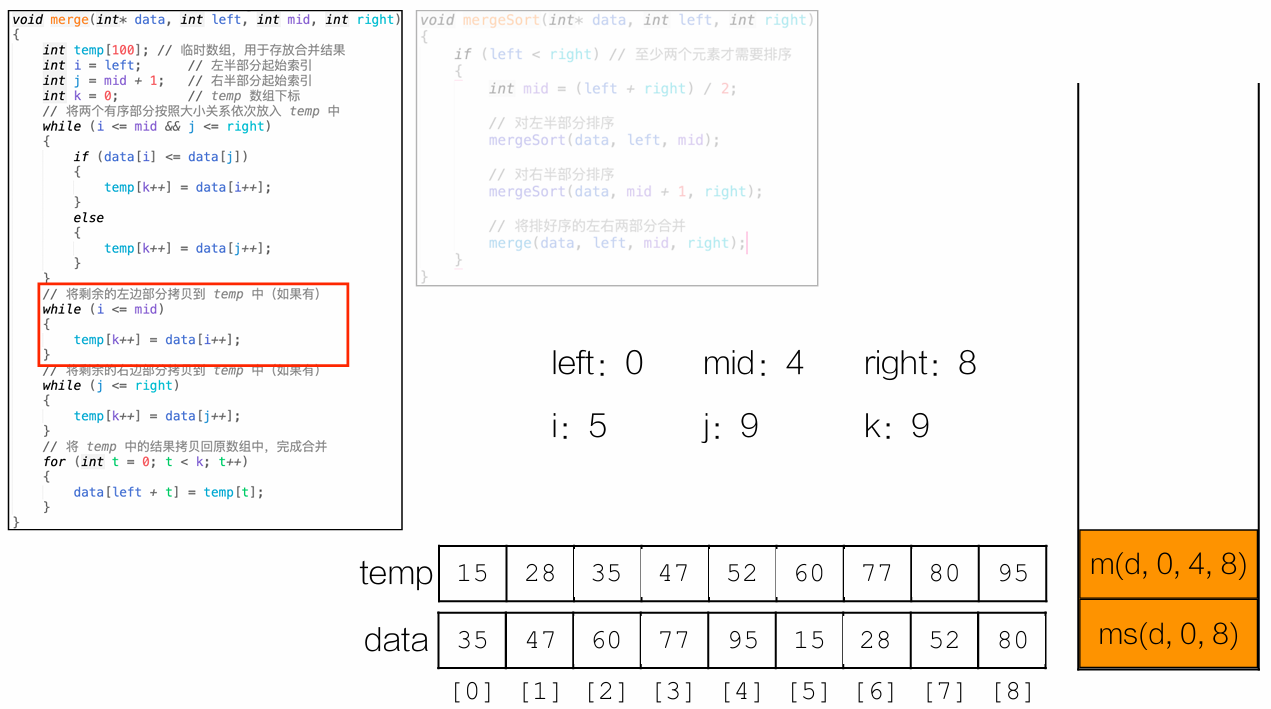 void merge(int* data, int left, int mid, int right)
{
    int temp[100]; // 临时数组，用于存放合并结果
    int i = left;      // 左半部分起始索引
    int j = mid + 1;   // 右半部分起始索引
    int k = 0;         // temp 数组下标
    // 将两个有序部分按照大小关系依次放入 temp 中
    while (i <= mid && j <= right)
    {
        if (data[i] <= data[j])
        {
            temp[k++] = data[i++];
        }
        else
        {
            temp[k++] = data[j++];
        }
    }
    // 将剩余的左边部分拷贝到 temp 中（如果有）
    while (i <= mid)
    {
        temp[k++] = data[i++];
    }
    // 将剩余的右边部分拷贝到 temp 中（如果有）
    while (j <= right)
    {
        temp[k++] = data[j++];
    }
    // 将 temp 中的结果拷贝回原数组中，完成合并
    for (int t = 0; t < k; t++)
    {
        data[left + t] = temp[t];
    }
}
void mergeSort(int* data, int left, int right)
{
    if (left < right) // 至少两个元素才需要排序
    {
        int mid = (left + right) / 2;
        // 对左半部分排序
        mergeSort(data, left, mid);
        // 对右半部分排序
        mergeSort(data, mid + 1, right);
        // 将排好序的左右两部分合并
        merge(data, left, mid, right);
    }
}
left: 0 mid: 4 right: 8
i: 5 j: 9 k: 9
temp 15 28 35 47 52 60 77 80 95
data 35 47 60 77 95 15 28 52 80
[0] [1] [2] [3] [4] [5] [6] [7] [8]
m(d, 0, 4, 8)
ms(d, 0, 8)